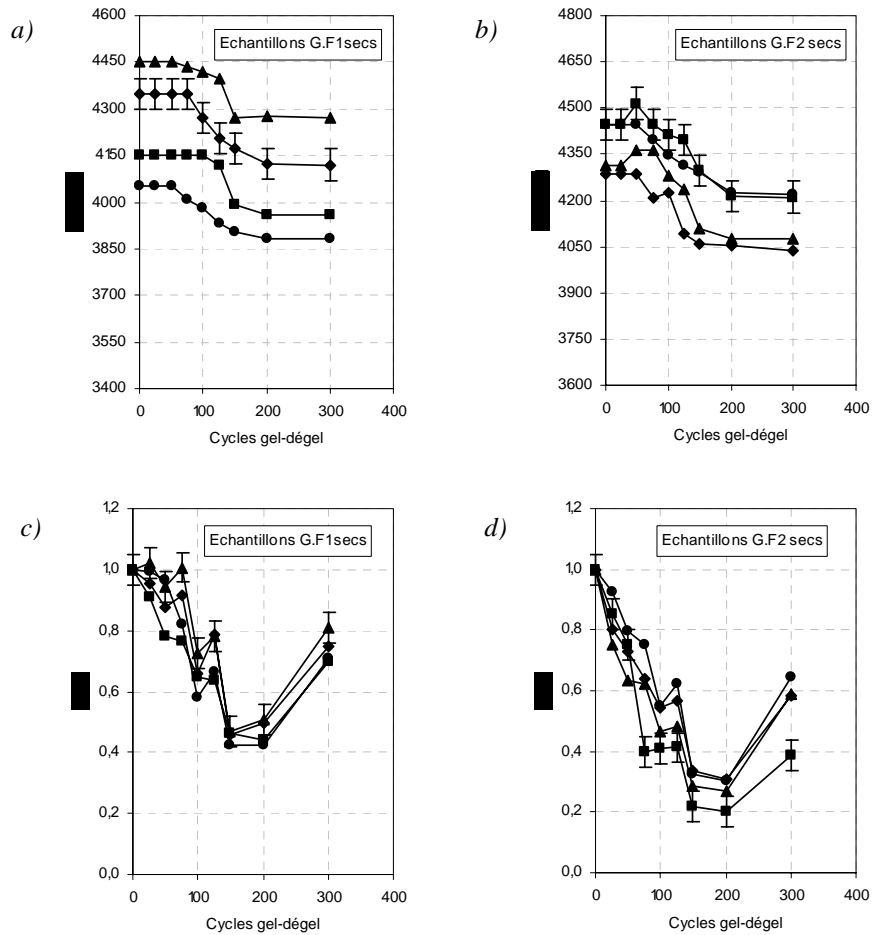 a)
Echantillons G.F1secs
4600
4450
4300
4150
4000
3850
3700
3550
3400
0 100 200 300 400
Cycles gel-dégel
b)
Echantillons G.F2 secs
4800
4650
4500
4350
4200
4050
3900
3750
3600
0 100 200 300 400
Cycles gel-dégel
c)
Echantillons G.F1secs
1,2
1,0
0,8
0,6
0,4
0,2
0,0
0 100 200 300 400
Cycles gel-dégel
d)
Echantillons G.F2 secs
1,2
1,0
0,8
0,6
0,4
0,2
0,0
0 100 200 300 400
Cycles gel-dégel